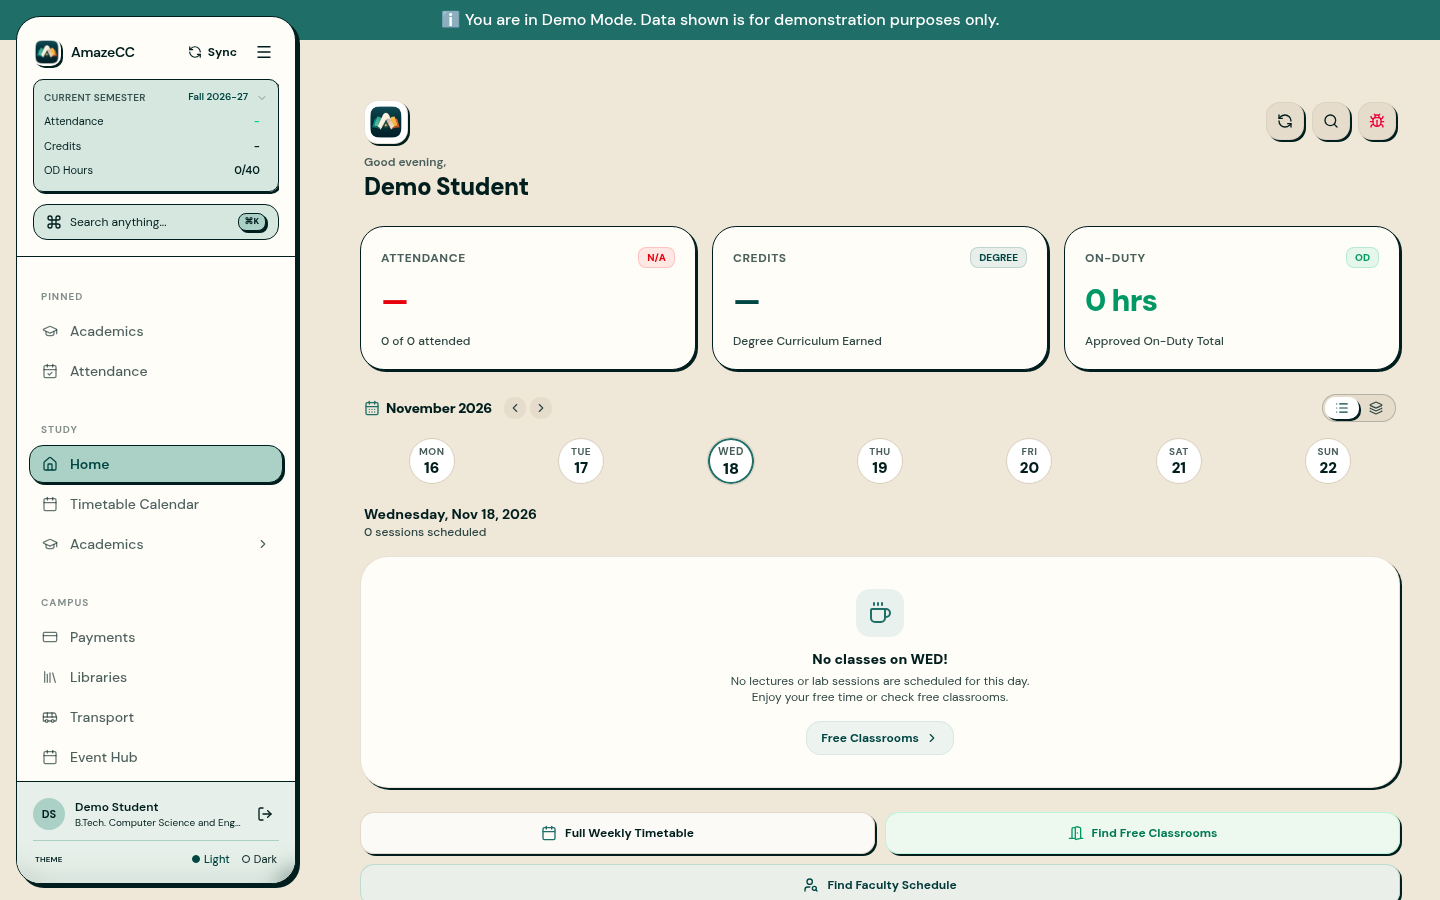 ℹ️ You are in Demo Mode. Data shown is for demonstration purposes only.
AmazeCC
Sync
CURRENT SEMESTER
Fall 2026-27
Attendance
-
Credits
-
OD Hours
0/40
Search anything...
⌘K
PINNED
Academics
Attendance
STUDY
Home
Timetable Calendar
Academics
CAMPUS
Payments
Libraries
Transport
Event Hub
DS
Demo Student
B.Tech. Computer Science and Eng...
THEME
Light
Dark
Good evening,
Demo Student
ATTENDANCE
N/A
—
0 of 0 attended
CREDITS
DEGREE
—
Degree Curriculum Earned
ON-DUTY
OD
0 hrs
Approved On-Duty Total
November 2026
MON
16
TUE
17
WED
18
THU
19
FRI
20
SAT
21
SUN
22
Wednesday, Nov 18, 2026
0 sessions scheduled
No classes on WED!
No lectures or lab sessions are scheduled for this day.
Enjoy your free time or check free classrooms.
Free Classrooms
Full Weekly Timetable
Find Free Classrooms
Find Faculty Schedule